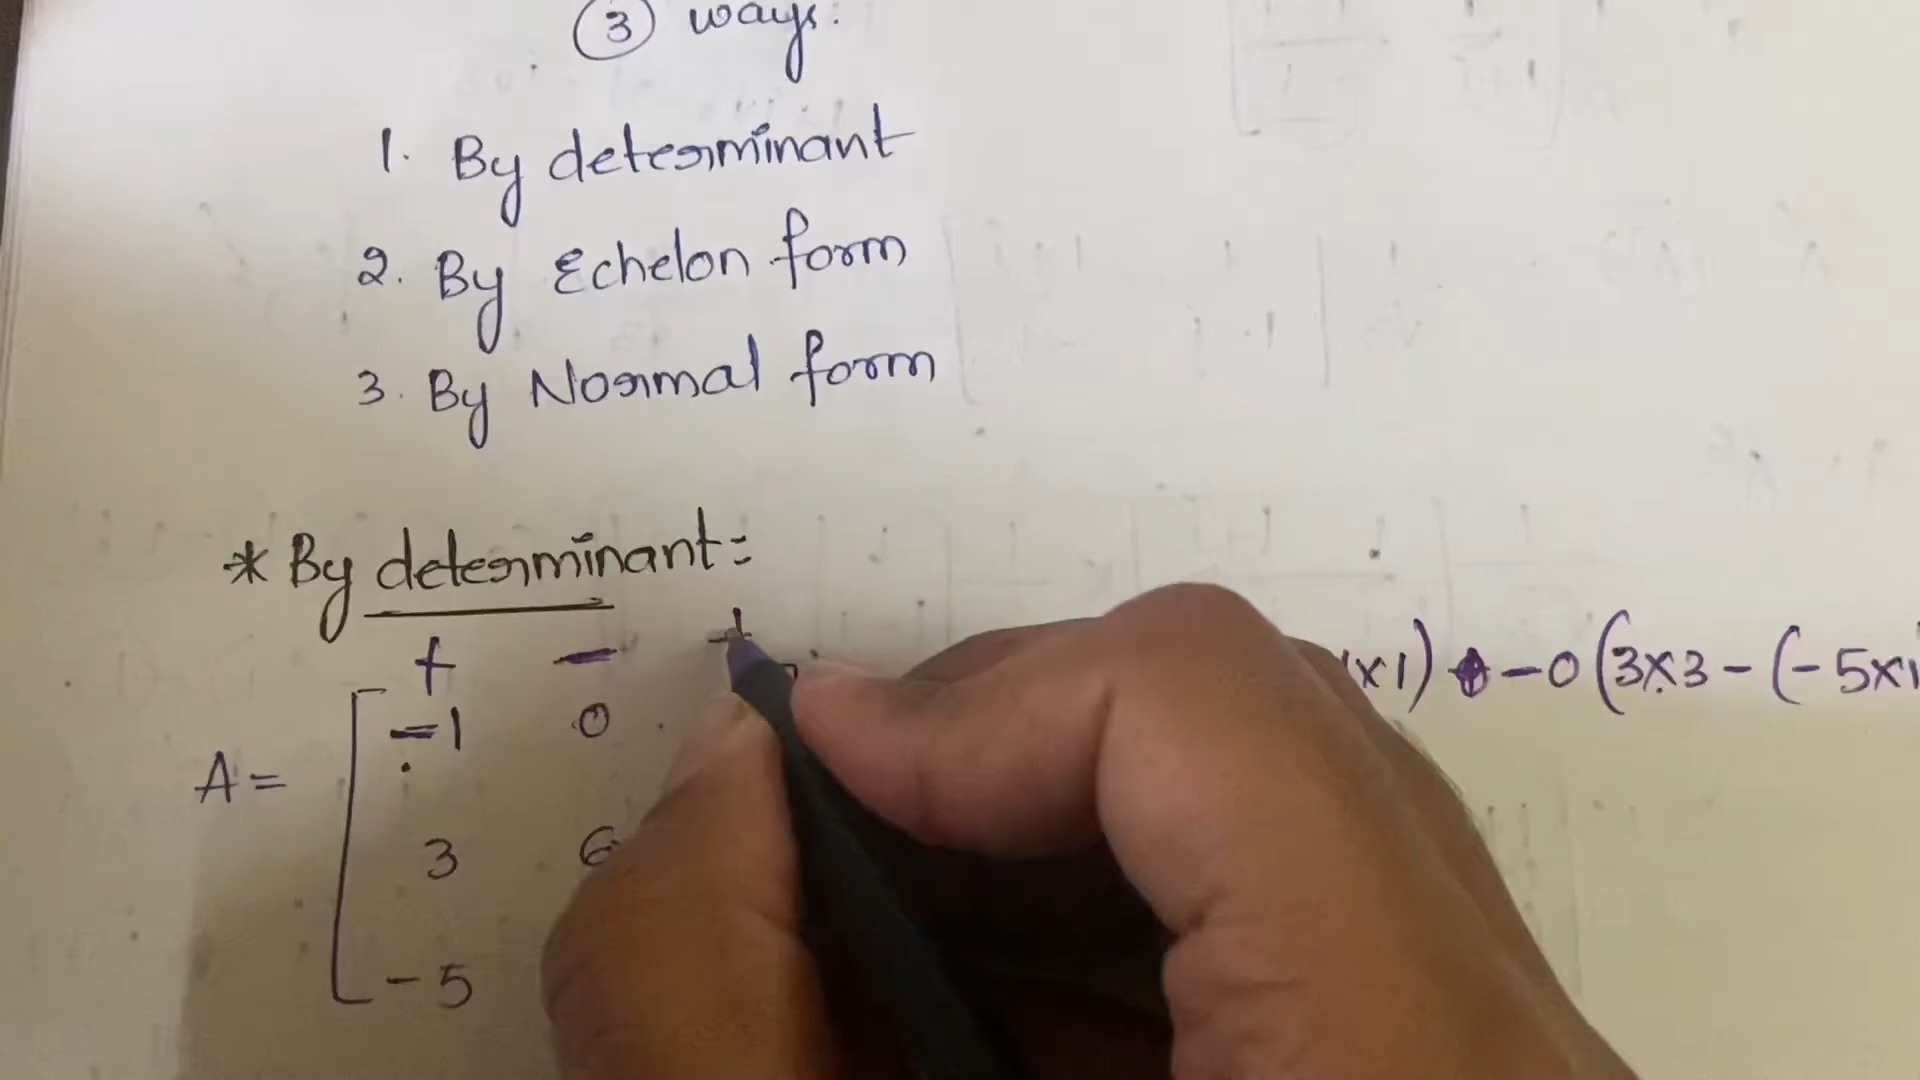 3 ways:
1. By determinant
2. By Echelon form
3. By Normal form
* By determinant:
+ - +
-1 0
x1) - 0 (3x3 - (-5x1
A =
3 6
-5